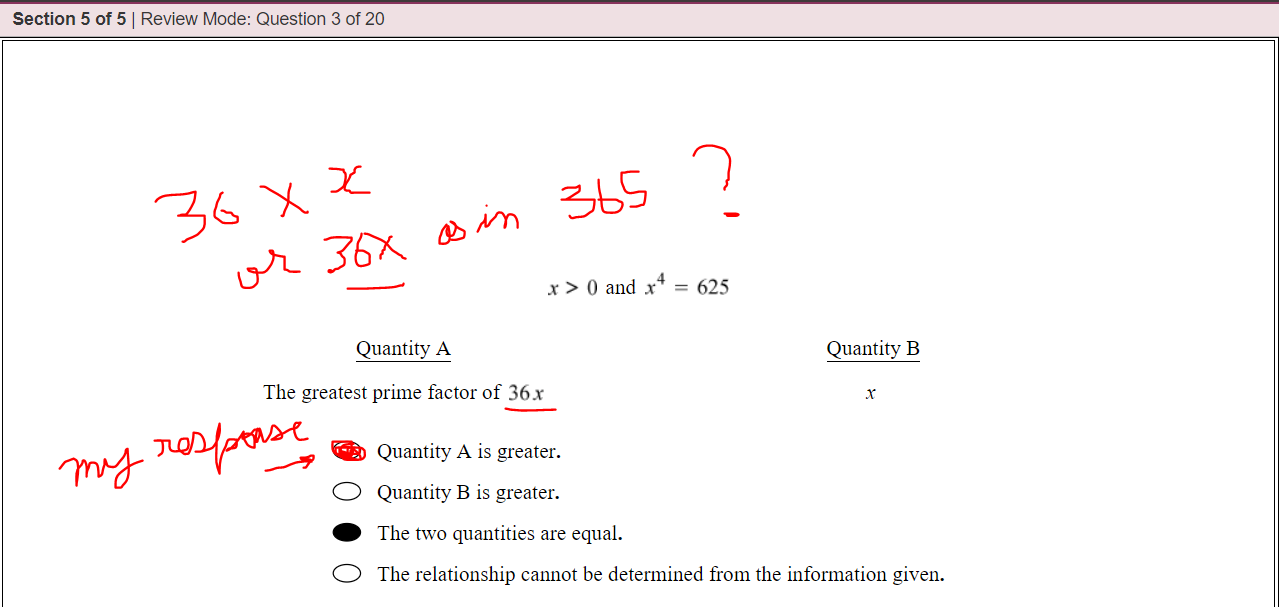 Section 5 of 5 | Review Mode: Question 3 of 20
36 × x
or 36x as in 365 ?
x > 0 and x⁴ = 625
Quantity A Quantity B
The greatest prime factor of 36x x
my response → Quantity A is greater.
Quantity B is greater.
The two quantities are equal.
The relationship cannot be determined from the information given.